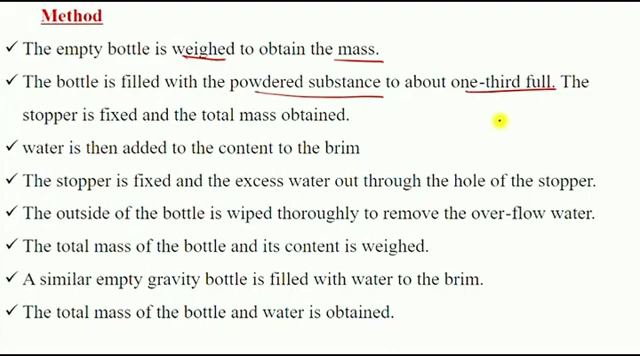 Method
✓ The empty bottle is weighed to obtain the mass.
✓ The bottle is filled with the powdered substance to about one-third full. The
stopper is fixed and the total mass obtained.
✓ water is then added to the content to the brim
✓ The stopper is fixed and the excess water out through the hole of the stopper.
✓ The outside of the bottle is wiped thoroughly to remove the over-flow water.
✓ The total mass of the bottle and its content is weighed.
✓ A similar empty gravity bottle is filled with water to the brim.
✓ The total mass of the bottle and water is obtained.